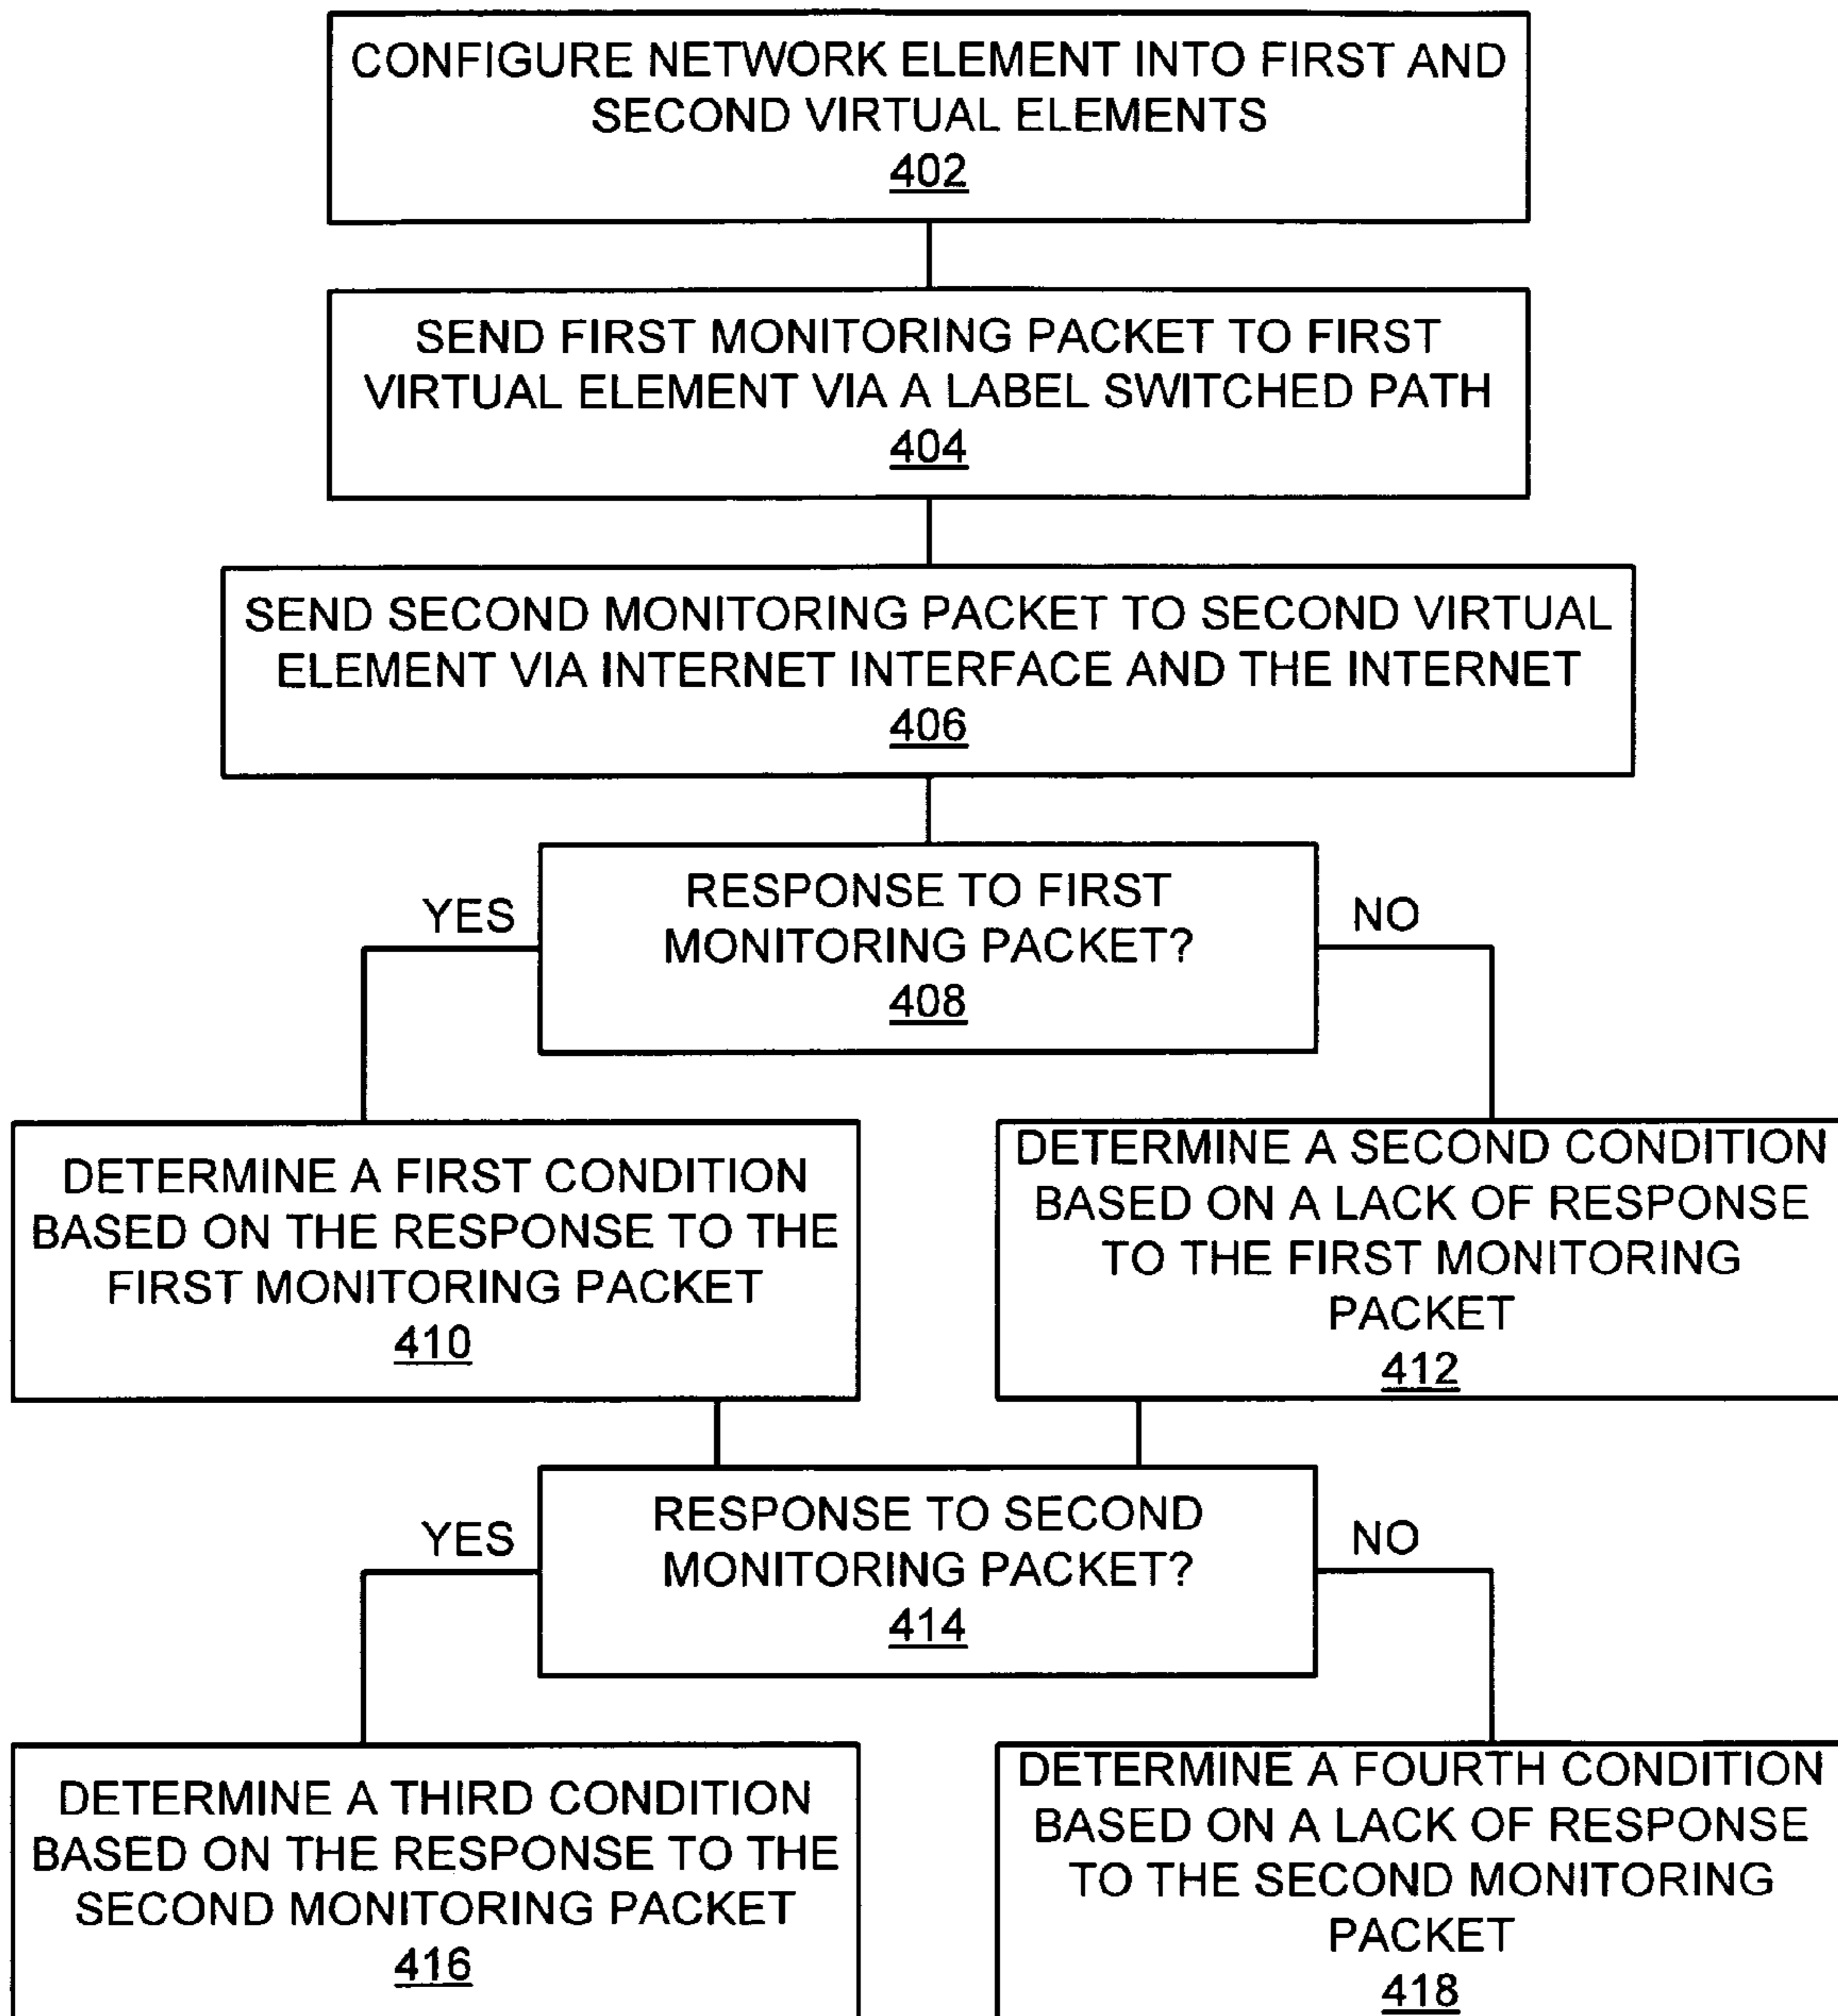 CONFIGURE NETWORK ELEMENT INTO FIRST AND
SECOND VIRTUAL ELEMENTS
402
SEND FIRST MONITORING PACKET TO FIRST
VIRTUAL ELEMENT VIA A LABEL SWITCHED PATH
404
SEND SECOND MONITORING PACKET TO SECOND VIRTUAL
ELEMENT VIA INTERNET INTERFACE AND THE INTERNET
406
YES
RESPONSE TO FIRST
MONITORING PACKET?
408
NO
DETERMINE A FIRST CONDITION
BASED ON THE RESPONSE TO THE
FIRST MONITORING PACKET
410
DETERMINE A SECOND CONDITION
BASED ON A LACK OF RESPONSE
TO THE FIRST MONITORING
PACKET
412
YES
RESPONSE TO SECOND
MONITORING PACKET?
414
NO
DETERMINE A THIRD CONDITION
BASED ON THE RESPONSE TO THE
SECOND MONITORING PACKET
416
DETERMINE A FOURTH CONDITION
BASED ON A LACK OF RESPONSE
TO THE SECOND MONITORING
PACKET
418